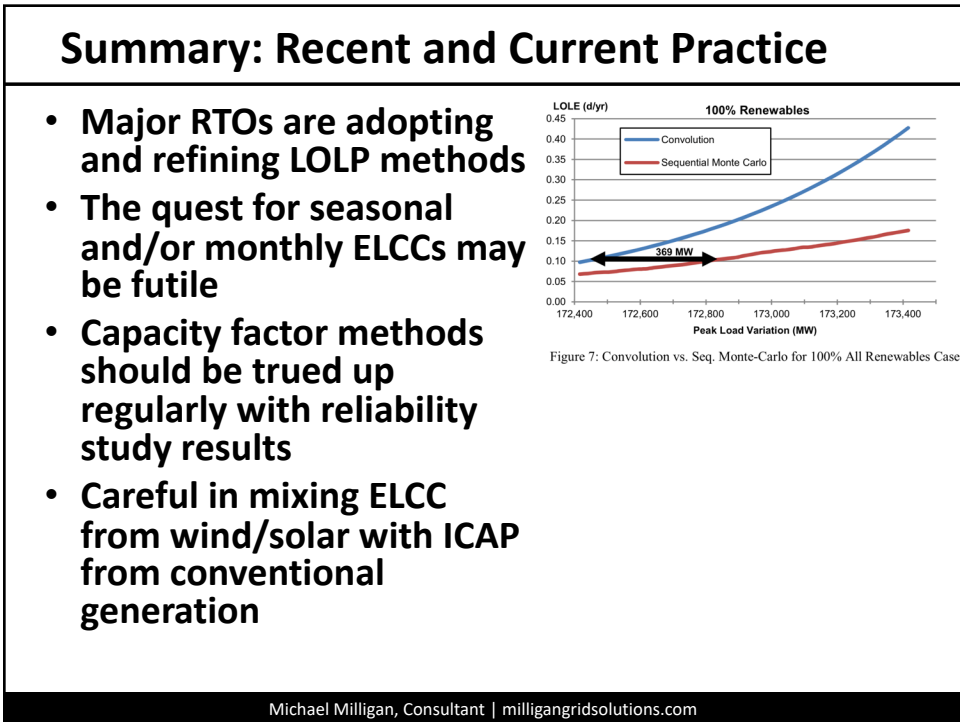 Summary: Recent and Current Practice
• Major RTOs are adopting
and refining LOLP methods
• The quest for seasonal
and/or monthly ELCCs may
be futile
• Capacity factor methods
should be trued up
regularly with reliability
study results
• Careful in mixing ELCC
from wind/solar with ICAP
from conventional
generation
LOLE (d/yr)
100% Renewables
0.45
0.40
0.35
0.30
0.25
0.20
0.15
0.10
0.05
0.00
Convolution
Sequential Monte Carlo
369 MW
172,400 172,600 172,800 173,000 173,200 173,400
Peak Load Variation (MW)
Figure 7: Convolution vs. Seq. Monte-Carlo for 100% All Renewables Case
Michael Milligan, Consultant | milligangridsolutions.com